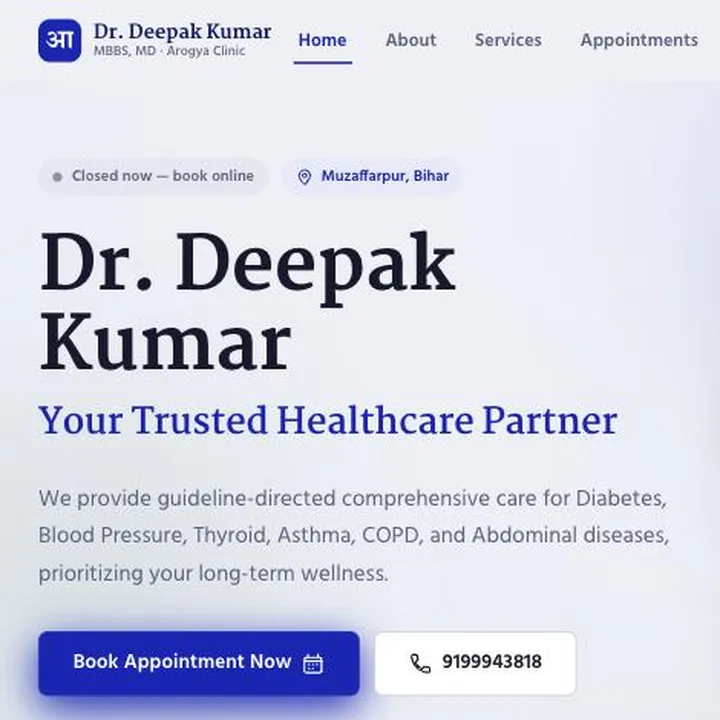 आ
Dr. Deepak Kumar
MBBS, MD · Arogya Clinic
Home About Services Appointments
Closed now — book online
Muzaffarpur, Bihar
Dr. Deepak
Kumar
Your Trusted Healthcare Partner
We provide guideline-directed comprehensive care for Diabetes,
Blood Pressure, Thyroid, Asthma, COPD, and Abdominal diseases,
prioritizing your long-term wellness.
Book Appointment Now
9199943818